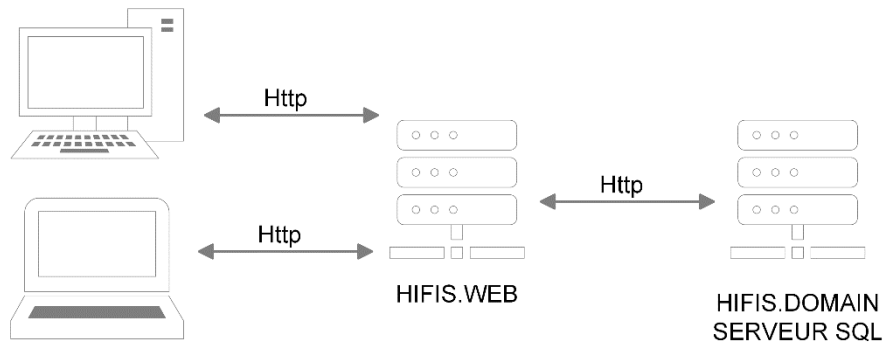 Http
Http
Http
HIFIS.WEB
HIFIS.DOMAIN
SERVEUR SQL